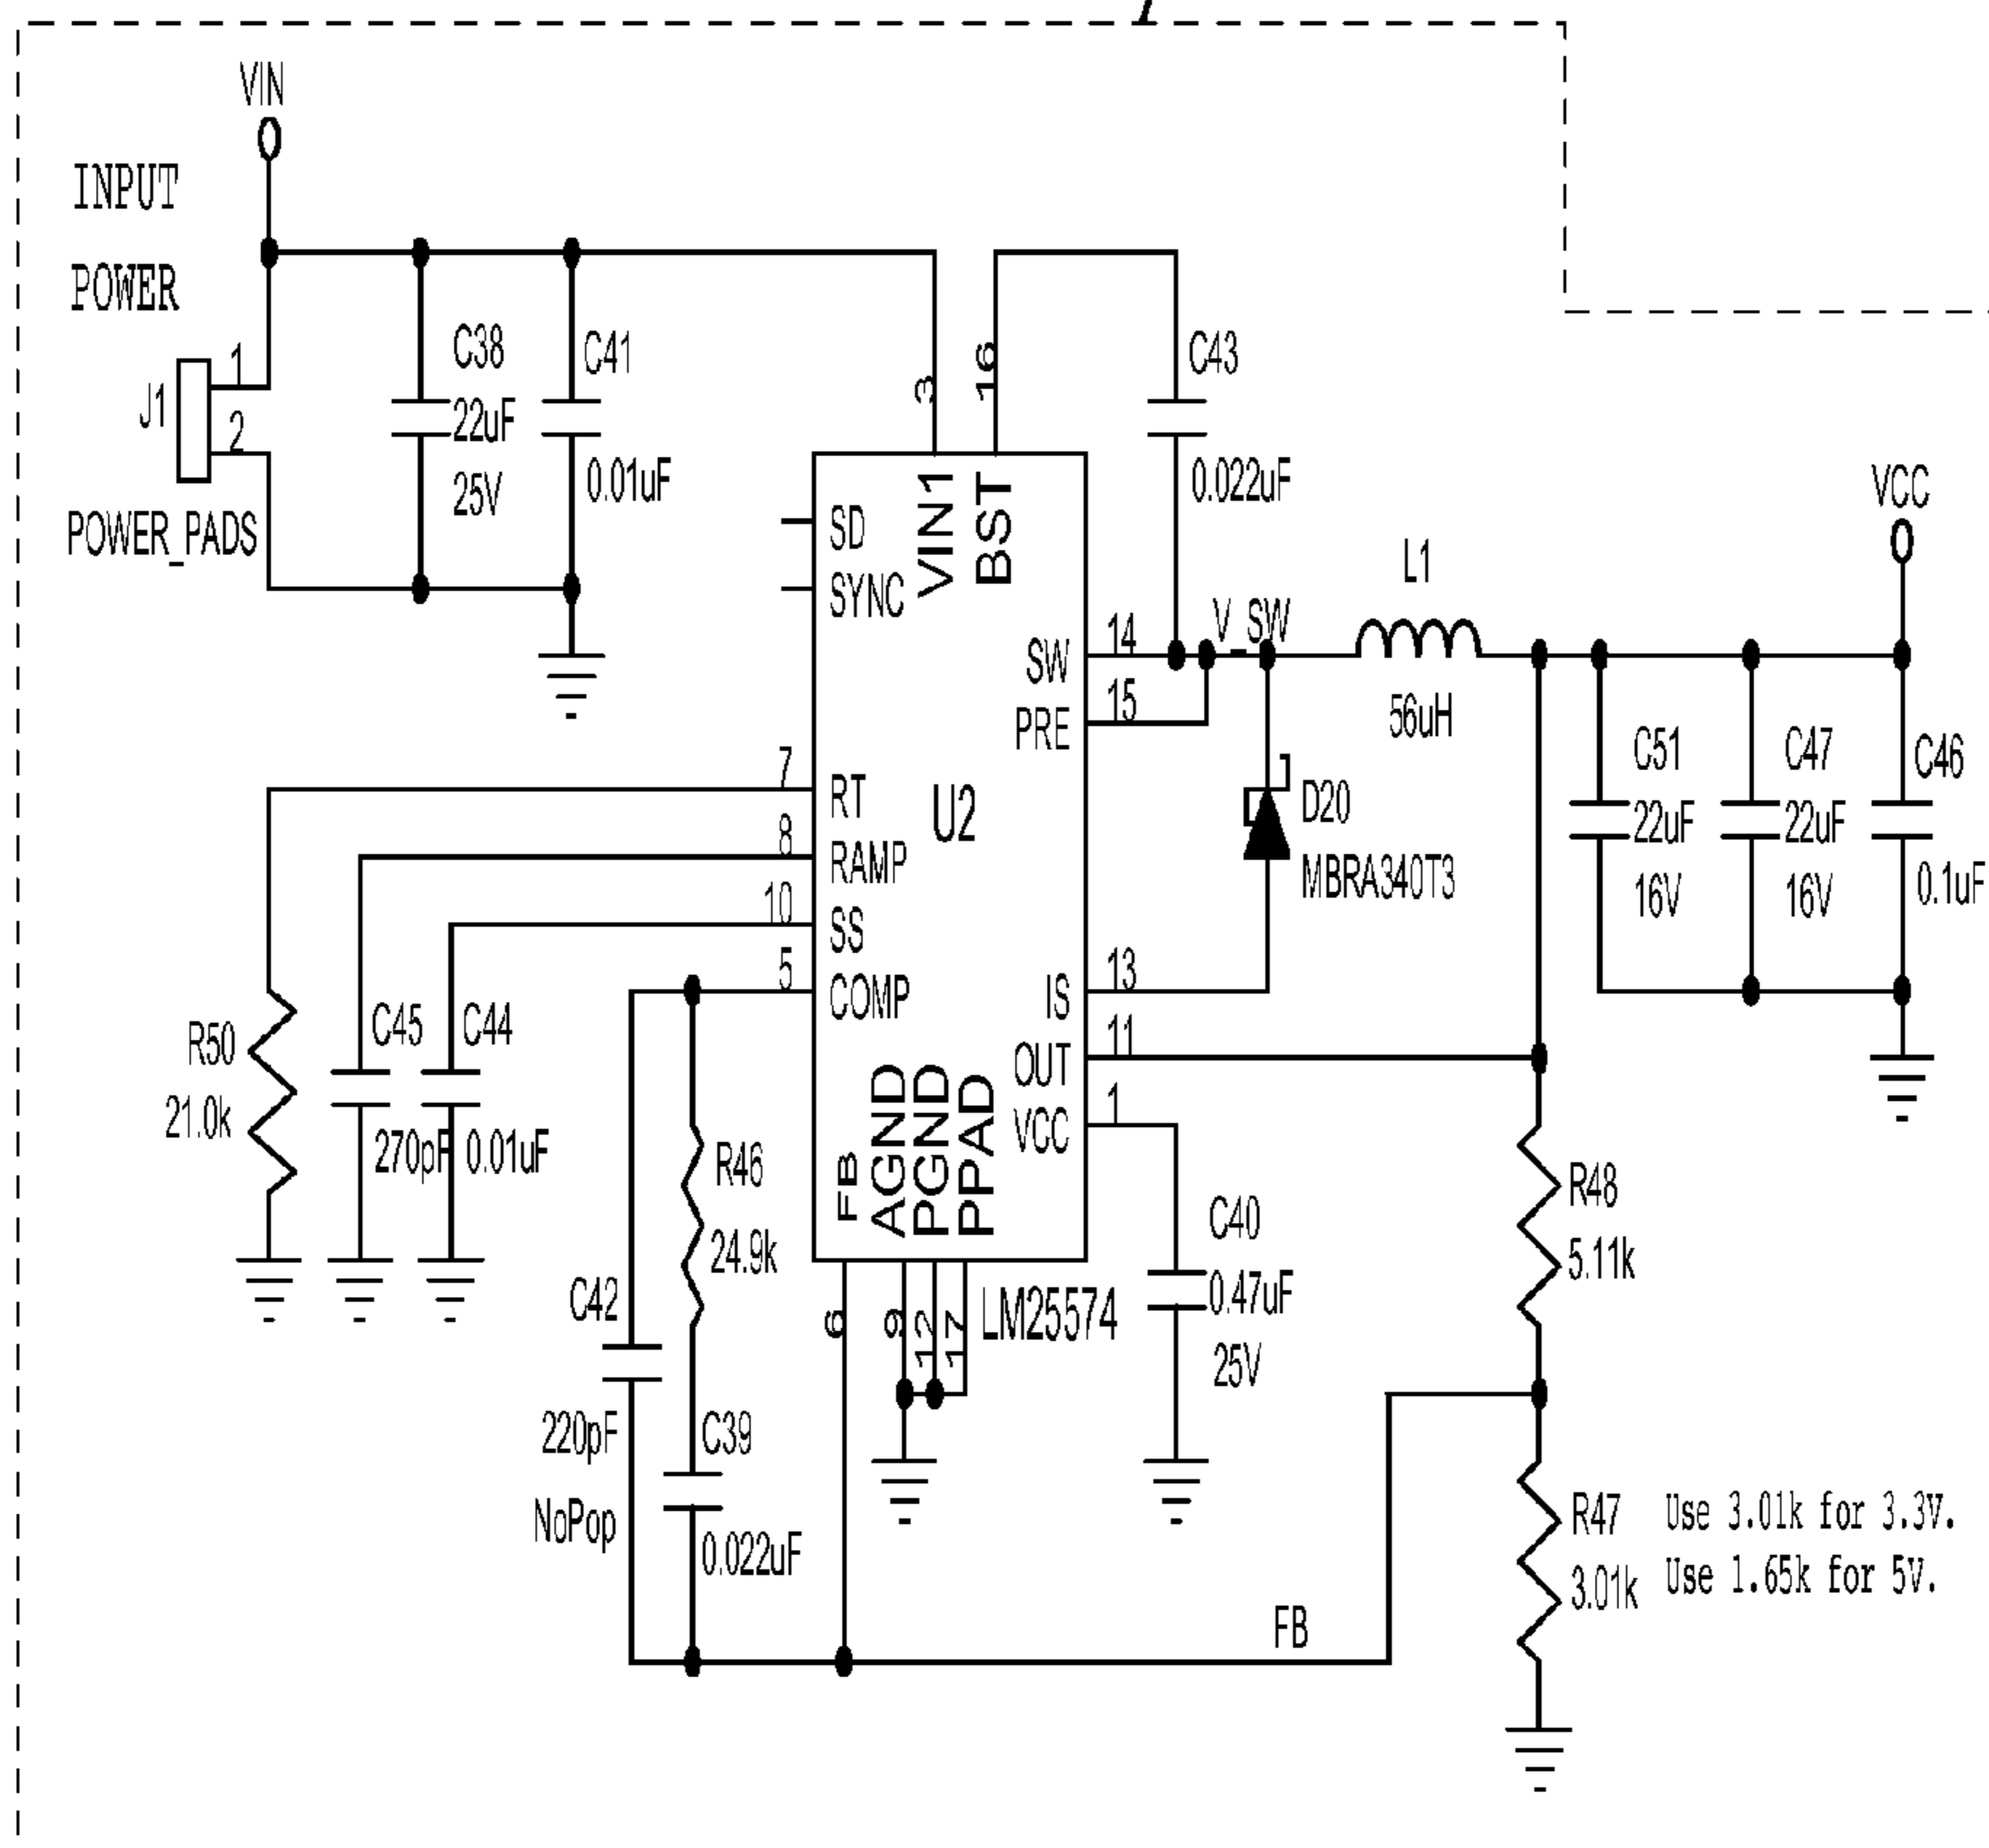 VIN
INPUT
POWER
J1
1
2
POWER_PADS
C38
22uF
25V
C41
0.01uF
3
16
C43
0.022uF
VIN1
BST
SD
SYNC
SW
14
PRE
15
V_SW
L1
56uH
VCC
C51
22uF
16V
C47
22uF
16V
C46
0.1uF
D20
MBRA340T3
7
RT
8
RAMP
10
SS
5
COMP
U2
IS
13
OUT
11
VCC
1
FB
AGND
PGND
PPAD
6
9
12
17
LM25574
R50
21.0k
C45
270pF
C44
0.01uF
R46
24.9k
C42
220pF
NoPop
C39
0.022uF
C40
0.47uF
25V
R48
5.11k
R47
3.01k
Use 3.01k for 3.3V.
Use 1.65k for 5V.
FB